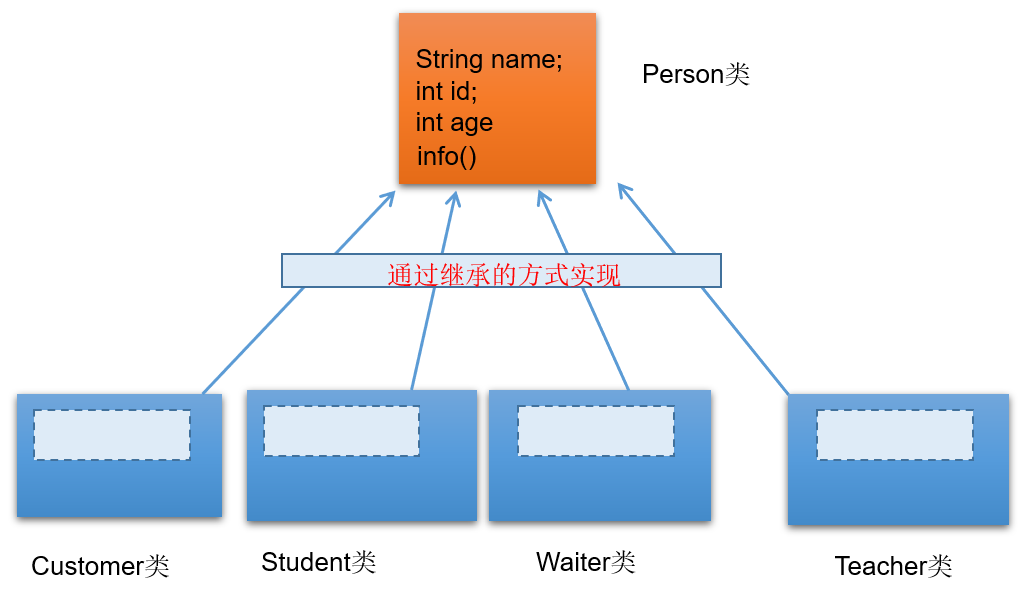 String name;
int id;
int age
info()
Person类
通过继承的方式实现
Customer类
Student类
Waiter类
Teacher类